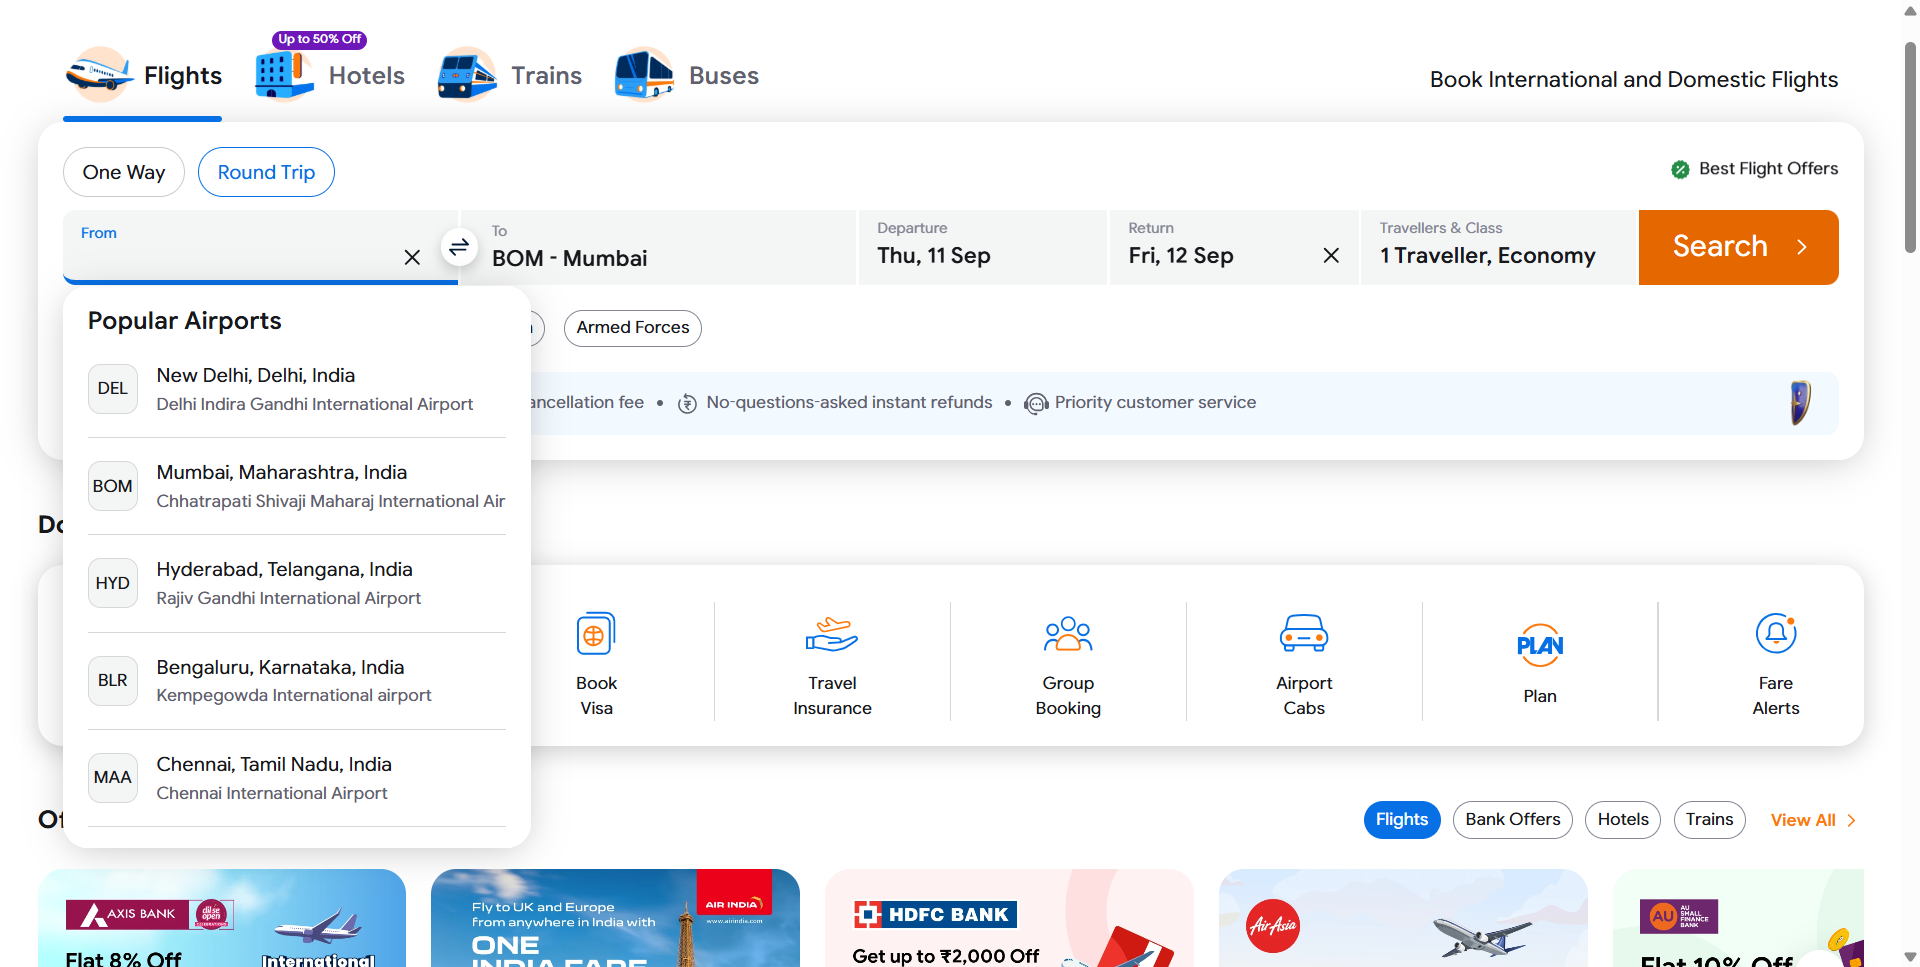 Up to 50% Off
Flights
Hotels
Trains
Buses
Book International and Domestic Flights
One Way
Round Trip
Best Flight Offers
From
To
BOM - Mumbai
Departure
Thu, 11 Sep
Return
Fri, 12 Sep
Travellers & Class
1 Traveller, Economy
Search
Popular Airports
Armed Forces
DEL
New Delhi, Delhi, India
Delhi Indira Gandhi International Airport
ancellation fee • No-questions-asked instant refunds • Priority customer service
BOM
Mumbai, Maharashtra, India
Chhatrapati Shivaji Maharaj International Air
HYD
Hyderabad, Telangana, India
Rajiv Gandhi International Airport
BLR
Bengaluru, Karnataka, India
Kempegowda International airport
MAA
Chennai, Tamil Nadu, India
Chennai International Airport
Book
Visa
Travel
Insurance
Group
Booking
Airport
Cabs
PLAN
Plan
Fare
Alerts
Flights
Bank Offers
Hotels
Trains
View All
AXIS BANK
dil se
open
Flat 8% Off
International
Fly to UK and Europe
from anywhere in India with
ONE
INDIA FARE
AIR INDIA
www.airindia.com
HDFC BANK
Get up to ₹2,000 Off
AirAsia
AU
AU
SMALL
FINANCE
BANK
Flat 10% Off